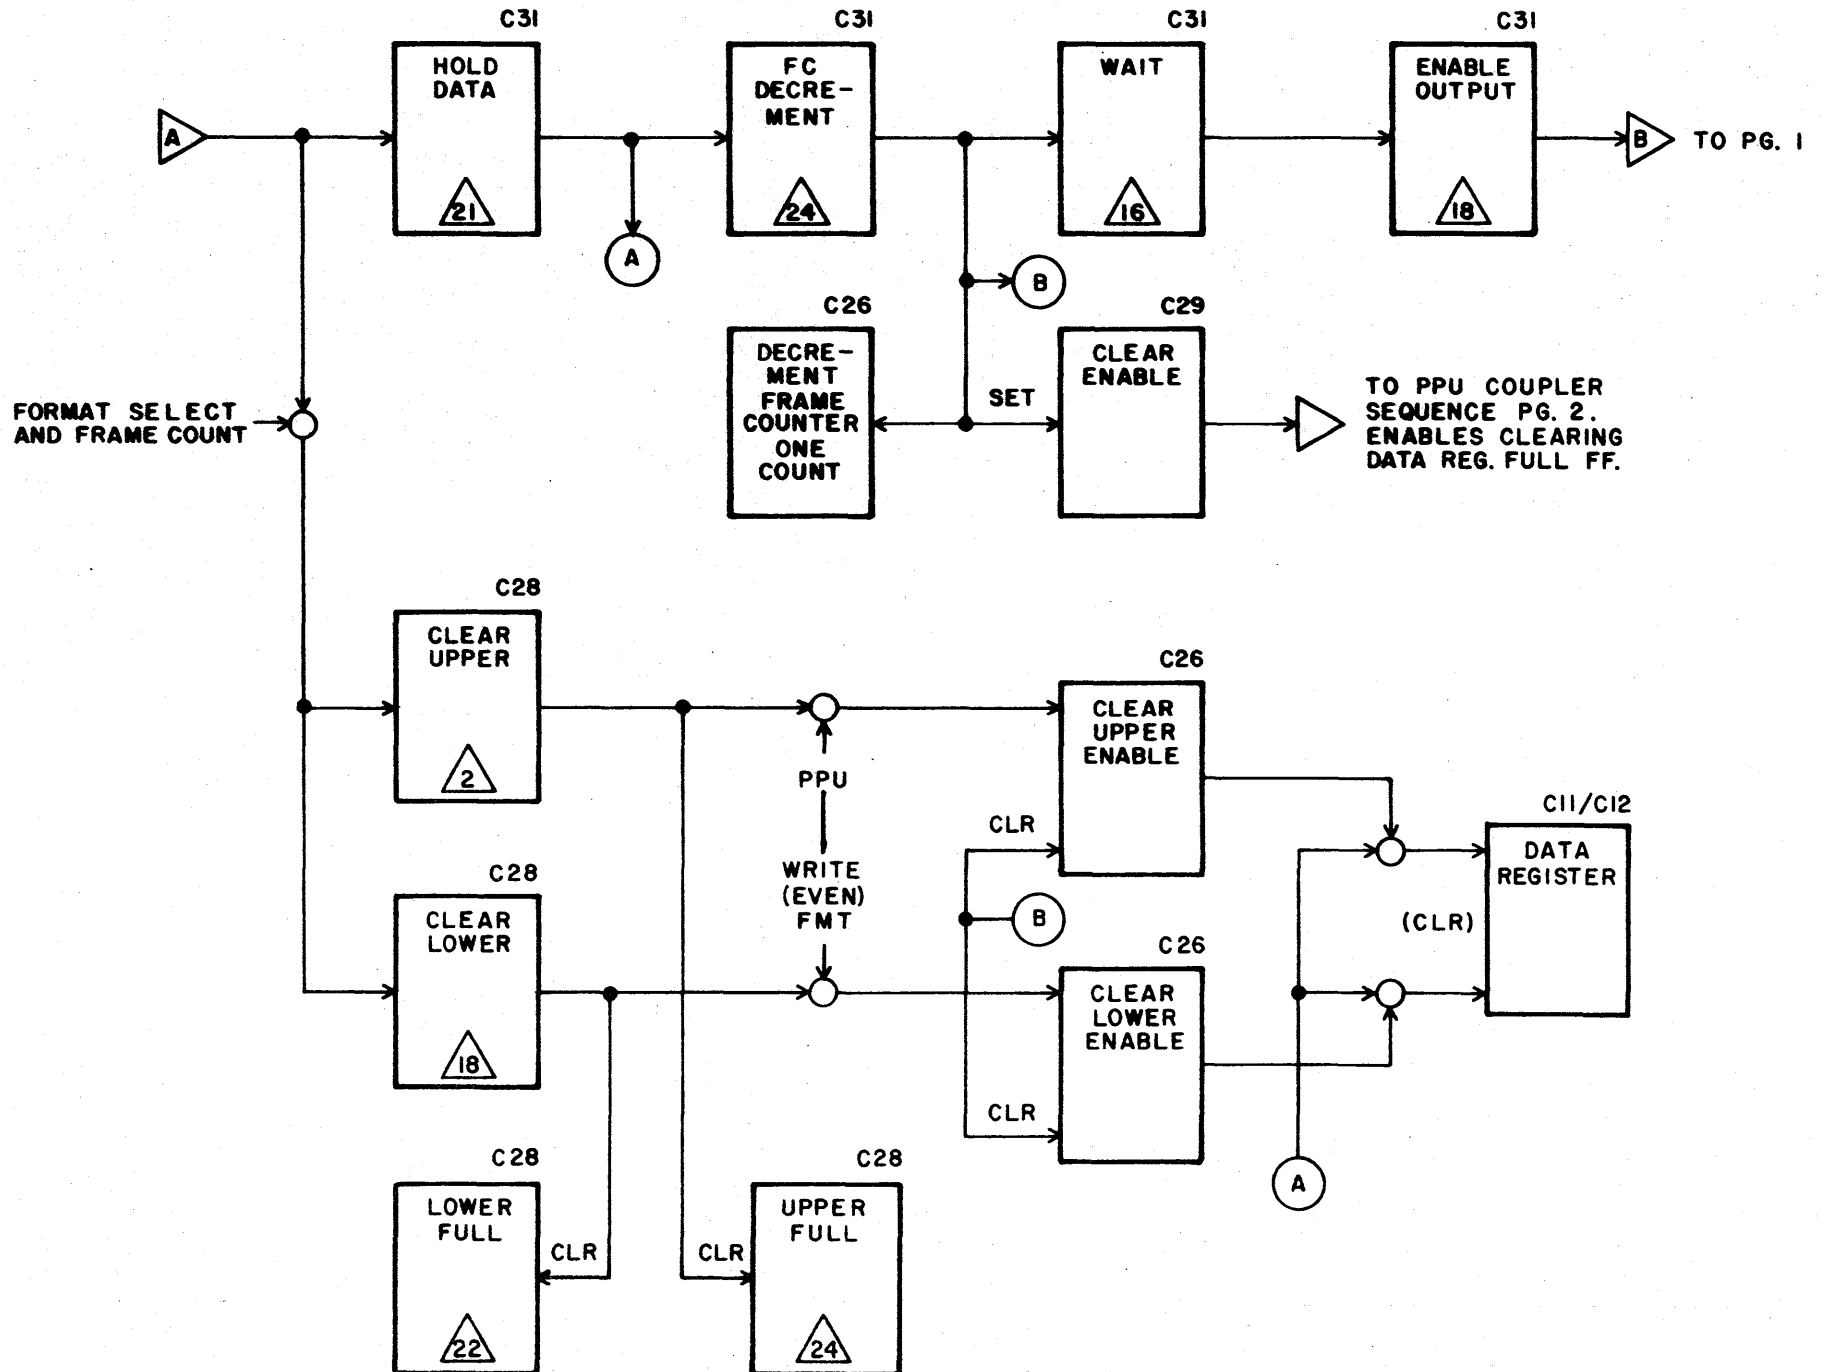 C31
C31
C31
C31
HOLD
DATA
21
FC
DECRE-
MENT
24
WAIT
16
ENABLE
OUTPUT
18
A
B
TO PG. 1
A
B
C26
DECRE-
MENT
FRAME
COUNTER
ONE
COUNT
SET
C29
CLEAR
ENABLE
TO PPU COUPLER
SEQUENCE PG. 2.
ENABLES CLEARING
DATA REG. FULL FF.
FORMAT SELECT
AND FRAME COUNT
C28
CLEAR
UPPER
2
PPU
WRITE
(EVEN)
FMT
C26
CLEAR
UPPER
ENABLE
CLR
B
C11/C12
DATA
REGISTER
(CLR)
C28
CLEAR
LOWER
18
C26
CLEAR
LOWER
ENABLE
CLR
A
C28
LOWER
FULL
22
CLR
CLR
C28
UPPER
FULL
24